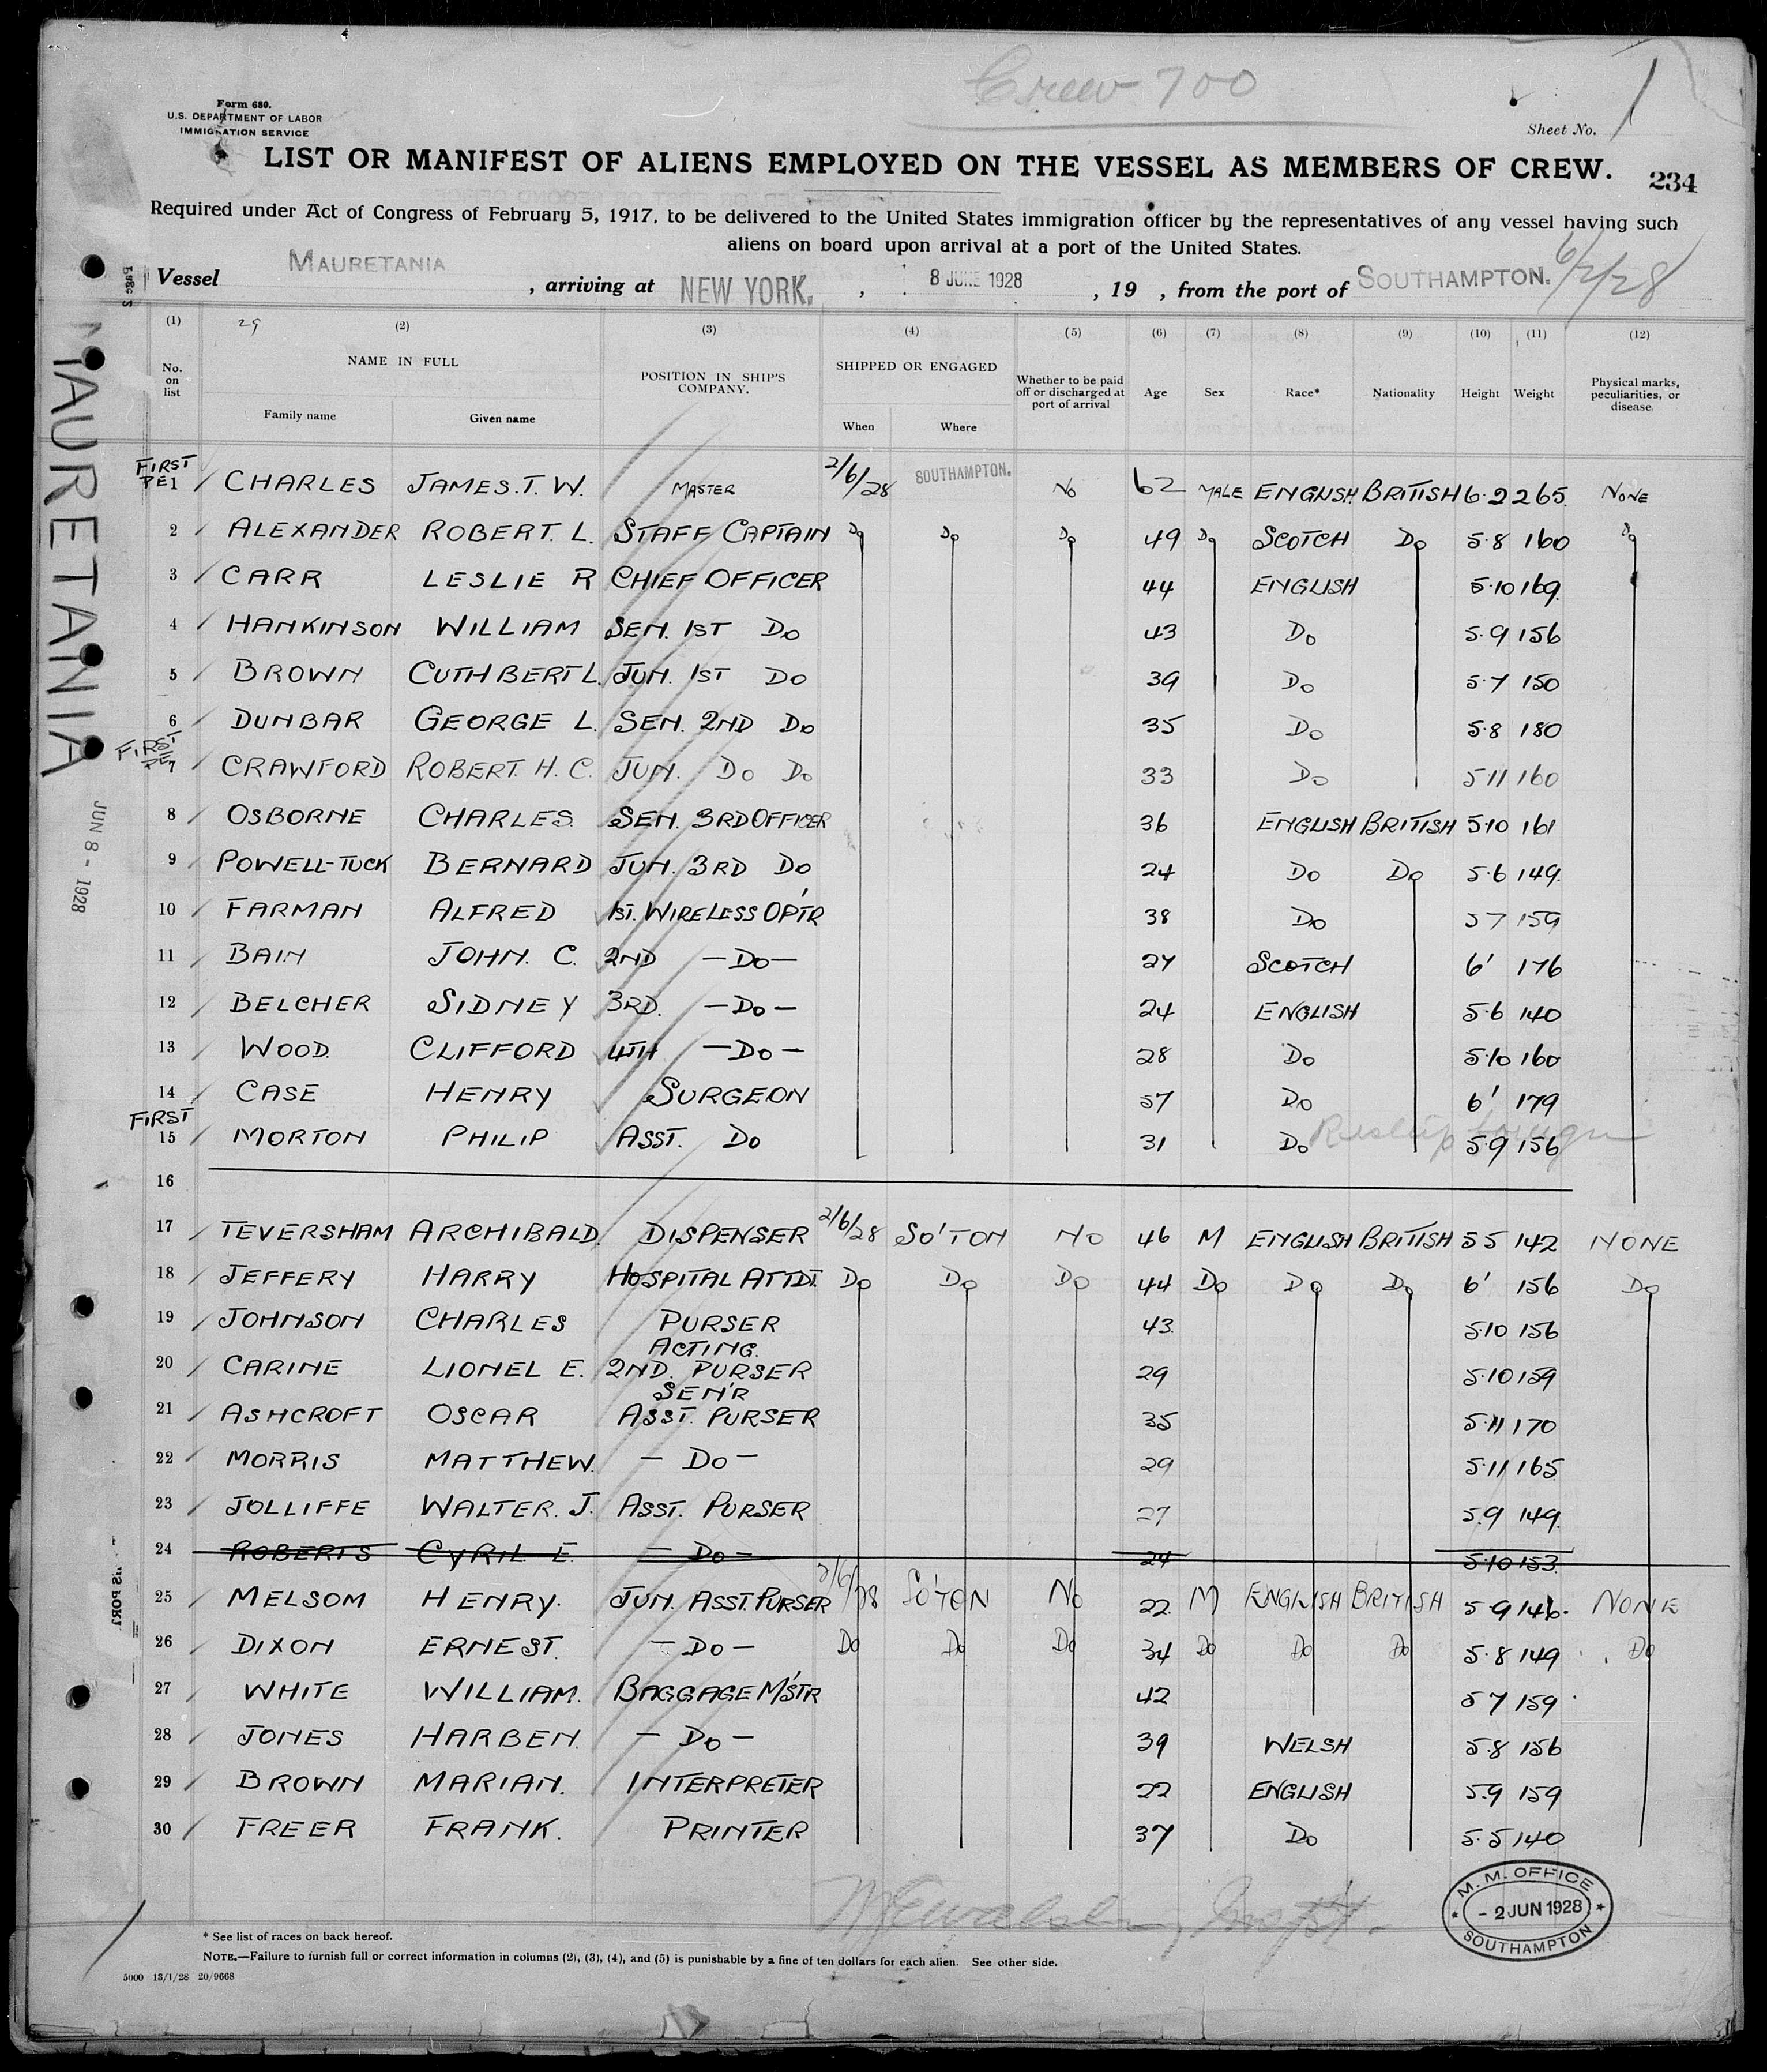 Crew 700
Form 680.
U.S. DEPARTMENT OF LABOR
IMMIGRATION SERVICE
Sheet No. 1
LIST OR MANIFEST OF ALIENS EMPLOYED ON THE VESSEL AS MEMBERS OF CREW.
234
Required under Act of Congress of February 5, 1917, to be delivered to the United States immigration officer by the representatives of any vessel having such
aliens on board upon arrival at a port of the United States.
Vessel MAURETANIA , arriving at NEW YORK. , 8 JUNE 1928 , 19 , from the port of SOUTHAMPTON. 6/2/28
MAURETANIA
JUN 8 - 1928
(1) 29 (2) (3) (4) (5) (6) (7) (8) (9) (10) (11) (12)
No. on list NAME IN FULL POSITION IN SHIP'S COMPANY. SHIPPED OR ENGAGED Whether to be paid off or discharged at port of arrival Age Sex Race* Nationality Height Weight Physical marks, peculiarities, or disease.
Family name Given name When Where
FIRST
PE 1 / CHARLES JAMES. T. W. MASTER 2/6/28 SOUTHAMPTON. No 62 MALE ENGLISH BRITISH 6·2 265 NONE
2 / ALEXANDER ROBERT. L. STAFF CAPTAIN Do Do Do 49 Do SCOTCH Do 5·8 160 Do
3 / CARR LESLIE R CHIEF OFFICER 44 ENGLISH 5·10 169
4 / HANKINSON WILLIAM SEN. 1ST Do 43 Do 5·9 156
5 / BROWN CUTHBERT L. JUN. 1ST Do 39 Do 5·7 150
6 / DUNBAR GEORGE L. SEN. 2ND Do 35 Do 5·8 180
FIRST
PE 7 / CRAWFORD ROBERT. H. C. JUN. Do Do 33 Do 5 11 160
8 / OSBORNE CHARLES. SEN. 3RD OFFICER 36 ENGLISH BRITISH 5·10 161
9 / POWELL-TUCK BERNARD JUN. 3RD Do 24 Do Do 5·6 149.
10 / FARMAN ALFRED 1ST. WIRELESS OP'TR 38 Do 5 7 159
11 / BAIN JOHN. C. 2ND —Do— 27 SCOTCH 6' 176
12 / BELCHER SIDNEY 3RD. —Do— 24 ENGLISH 5·6 140
13 / WOOD. CLIFFORD 4TH —Do— 28 Do 5·10 160
14 / CASE HENRY SURGEON 57 Do 6' 179
FIRST
15 / MORTON PHILIP ASST. Do 31 Do 5·9 156
16
17 / TEVERSHAM ARCHIBALD. DISPENSER 2/6/28 SO'TON NO 46 M ENGLISH BRITISH 5 5 142 NONE
18 / JEFFERY HARRY HOSPITAL ATTDT. Do Do Do 44 Do Do Do 6' 156 Do
19 / JOHNSON CHARLES PURSER 43. 5·10 156
20 / CARINE LIONEL E. ACTING. 2ND. PURSER 29 5·10 159
21 / ASHCROFT OSCAR SEN'R ASST. PURSER 35 5·11 170
22 / MORRIS MATTHEW. — Do — 29 5·11 165
23 / JOLLIFFE WALTER. J. ASST. PURSER 27 5.9 149.
24 ROBERTS CYRIL E. — Do — 24 5·10 153.
25 / MELSOM HENRY. JUN. ASST. PURSER 2/6/28 SO'TON No 22. M ENGLISH BRITISH 5·9 146. NONE
26 / DIXON ERNEST. — Do — Do Do Do 34 Do Do Do 5·8 149 Do
27 / WHITE WILLIAM. BAGGAGE M'STR 42 5 7 159
28 / JONES HARBEN. — Do — 39 WELSH 5·8 156
29 / BROWN MARIAN. INTERPRETER 22 ENGLISH 5.9 159
30 / FREER FRANK. PRINTER 37 Do 5·5 140
M. M. OFFICE
- 2 JUN 1928
SOUTHAMPTON
* See list of races on back hereof.
NOTE.—Failure to furnish full or correct information in columns (2), (3), (4), and (5) is punishable by a fine of ten dollars for each alien. See other side.
5000 13/1/28 20/9668